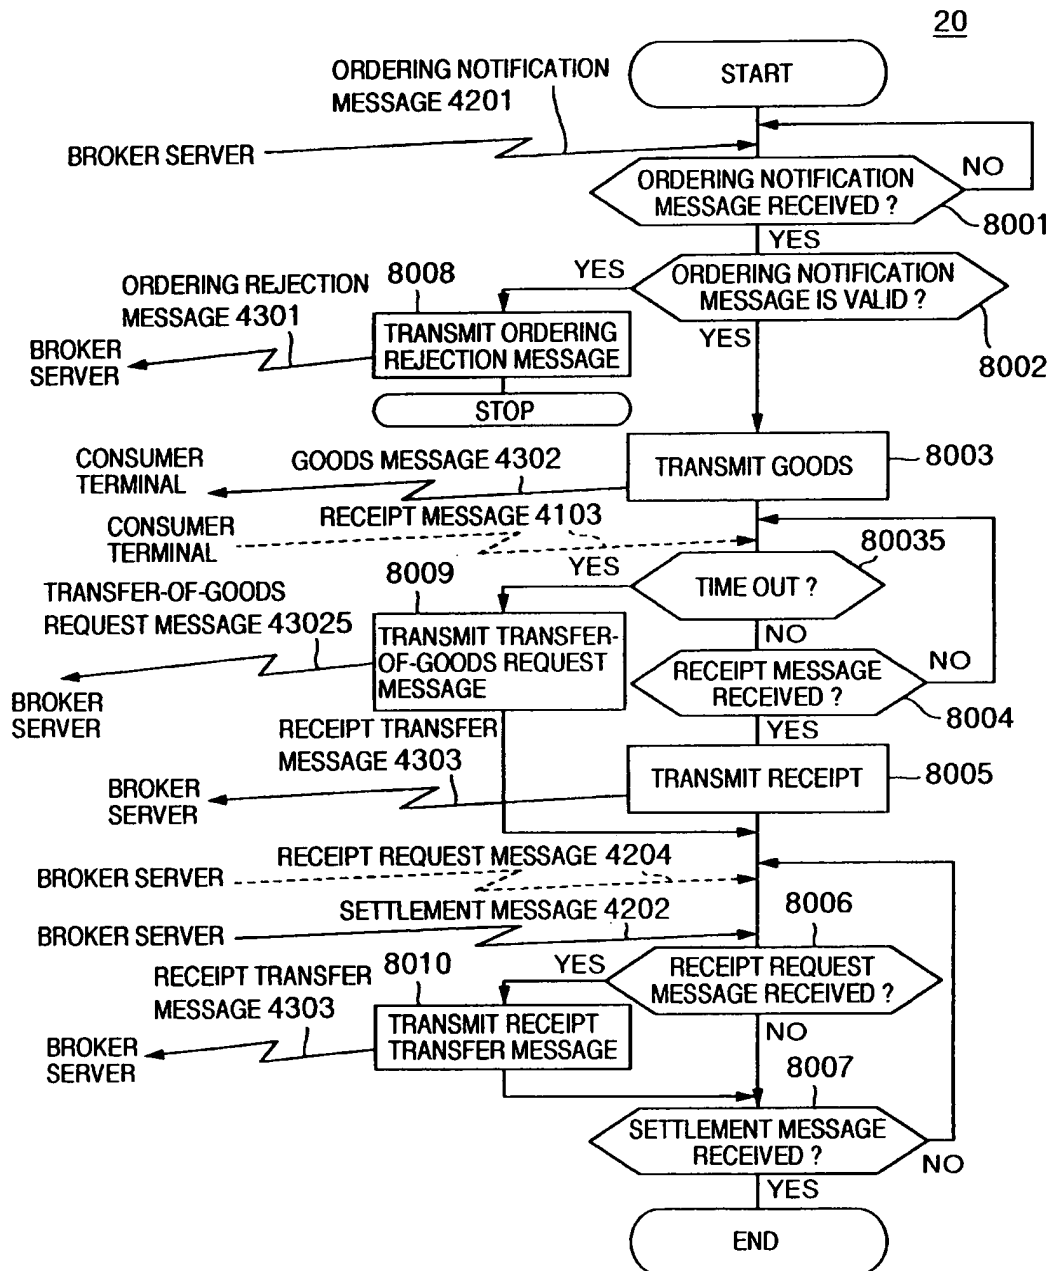 20
START
ORDERING NOTIFICATION
MESSAGE 4201
BROKER SERVER
NO
ORDERING NOTIFICATION
MESSAGE RECEIVED ?
8001
YES
ORDERING NOTIFICATION
MESSAGE IS VALID ?
8002
YES
YES
8008
ORDERING REJECTION
MESSAGE 4301
TRANSMIT ORDERING
REJECTION MESSAGE
BROKER
SERVER
STOP
TRANSMIT GOODS
8003
GOODS MESSAGE 4302
CONSUMER
TERMINAL
RECEIPT MESSAGE 4103
CONSUMER
TERMINAL
80035
TIME OUT ?
YES
NO
8009
TRANSFER-OF-GOODS
REQUEST MESSAGE 43025
TRANSMIT TRANSFER-
OF-GOODS REQUEST
MESSAGE
BROKER
SERVER
RECEIPT MESSAGE
RECEIVED ?
NO
8004
YES
RECEIPT TRANSFER
MESSAGE 4303
TRANSMIT RECEIPT
8005
BROKER
SERVER
RECEIPT REQUEST MESSAGE 4204
BROKER SERVER
SETTLEMENT MESSAGE 4202
BROKER SERVER
8006
RECEIPT REQUEST
MESSAGE RECEIVED ?
YES
NO
8010
RECEIPT TRANSFER
MESSAGE 4303
TRANSMIT RECEIPT
TRANSFER MESSAGE
BROKER
SERVER
8007
SETTLEMENT MESSAGE
RECEIVED ?
NO
YES
END